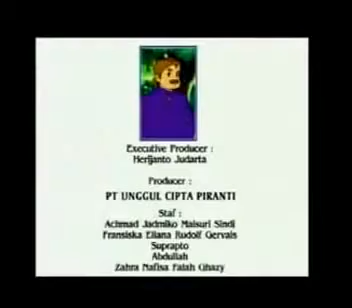 Executive Producer :
Herijanto Judarta
Producer :
PT UNGGUL CIPTA PIRANTI
Staf :
Achmad Jadmiko Maisuri Sindi
Fransiska Eliana Rudolf Gervais
Suprapto
Abdullah
Zahra Nafisa Falah Ghazy